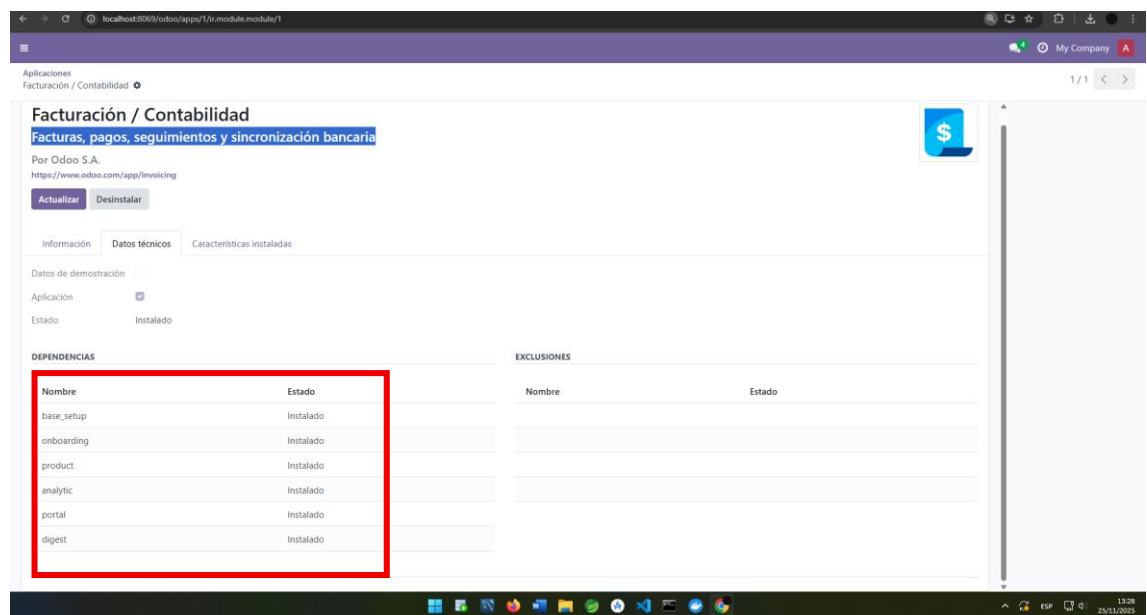 localhost:8069/odoo/apps/1/ir.module.module/1
4
My Company A
Aplicaciones
Facturación / Contabilidad
1 / 1
Facturación / Contabilidad
Facturas, pagos, seguimientos y sincronización bancaria
Por Odoo S.A.
https://www.odoo.com/app/invoicing
Actualizar Desinstalar
Información Datos técnicos Características instaladas
Datos de demostración
Aplicación
Estado Instalado
DEPENDENCIAS EXCLUSIONES
Nombre Estado Nombre Estado
base_setup Instalado
onboarding Instalado
product Instalado
analytic Instalado
portal Instalado
digest Instalado
ESP 13:28
25/11/2025